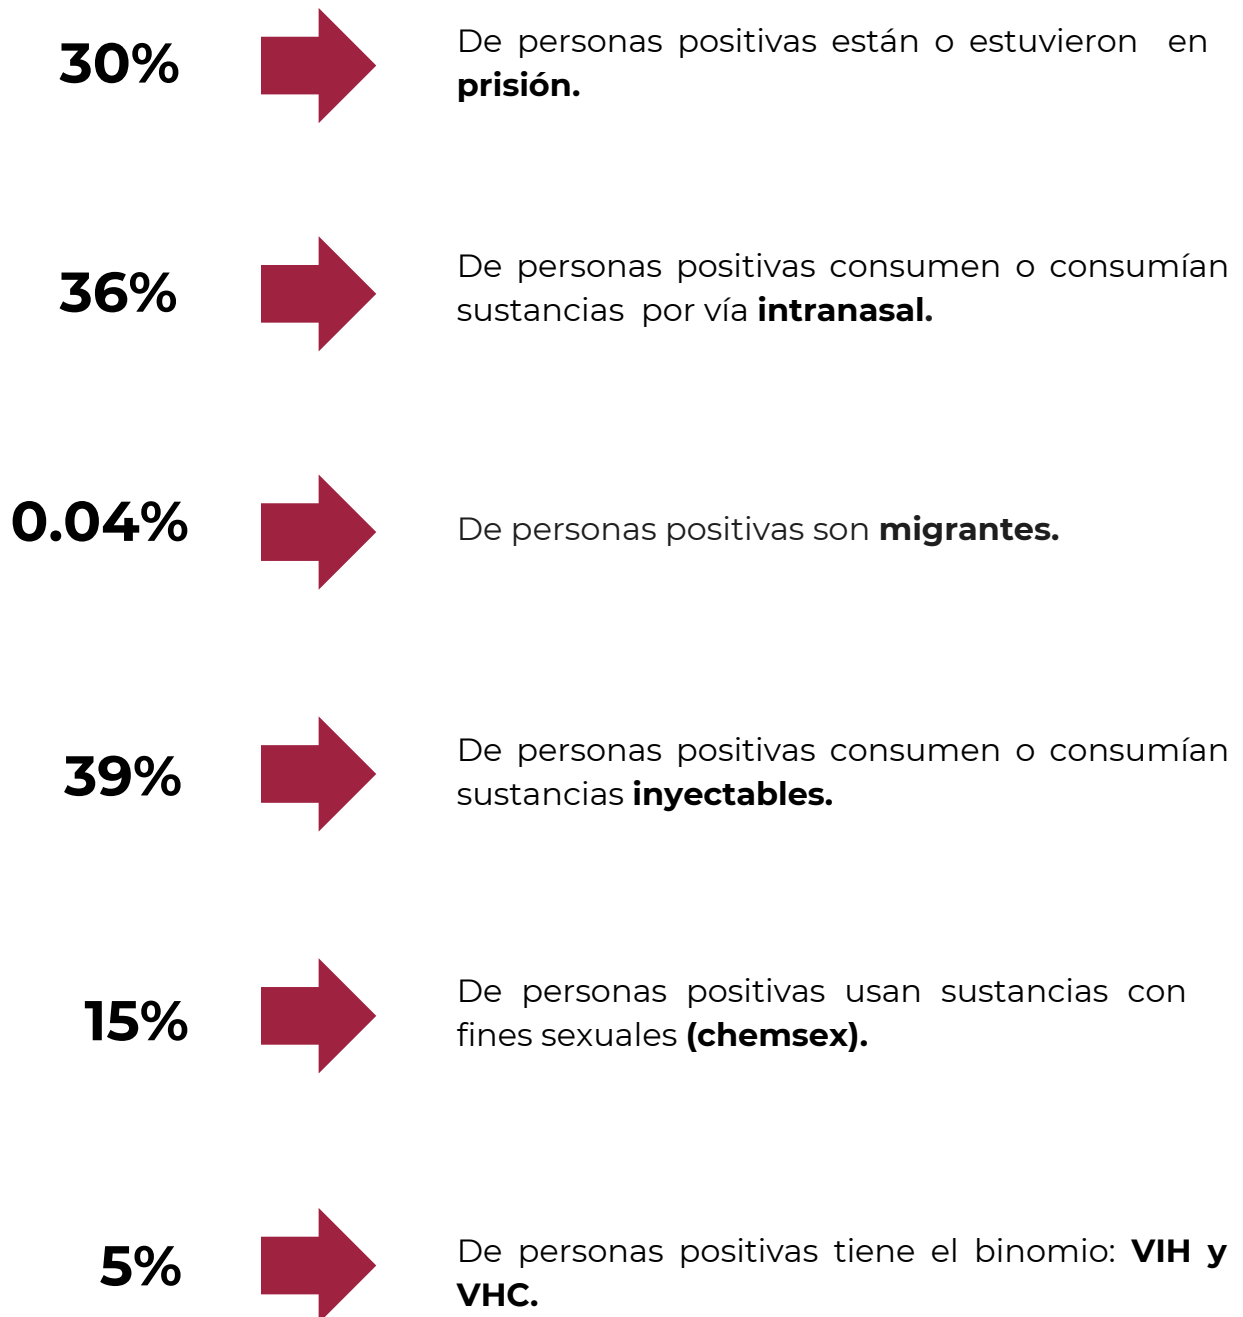 30%
De personas positivas están o estuvieron en
prisión.
36%
De personas positivas consumen o consumían
sustancias por vía intranasal.
0.04%
De personas positivas son migrantes.
39%
De personas positivas consumen o consumían
sustancias inyectables.
15%
De personas positivas usan sustancias con
fines sexuales (chemsex).
5%
De personas positivas tiene el binomio: VIH y
VHC.